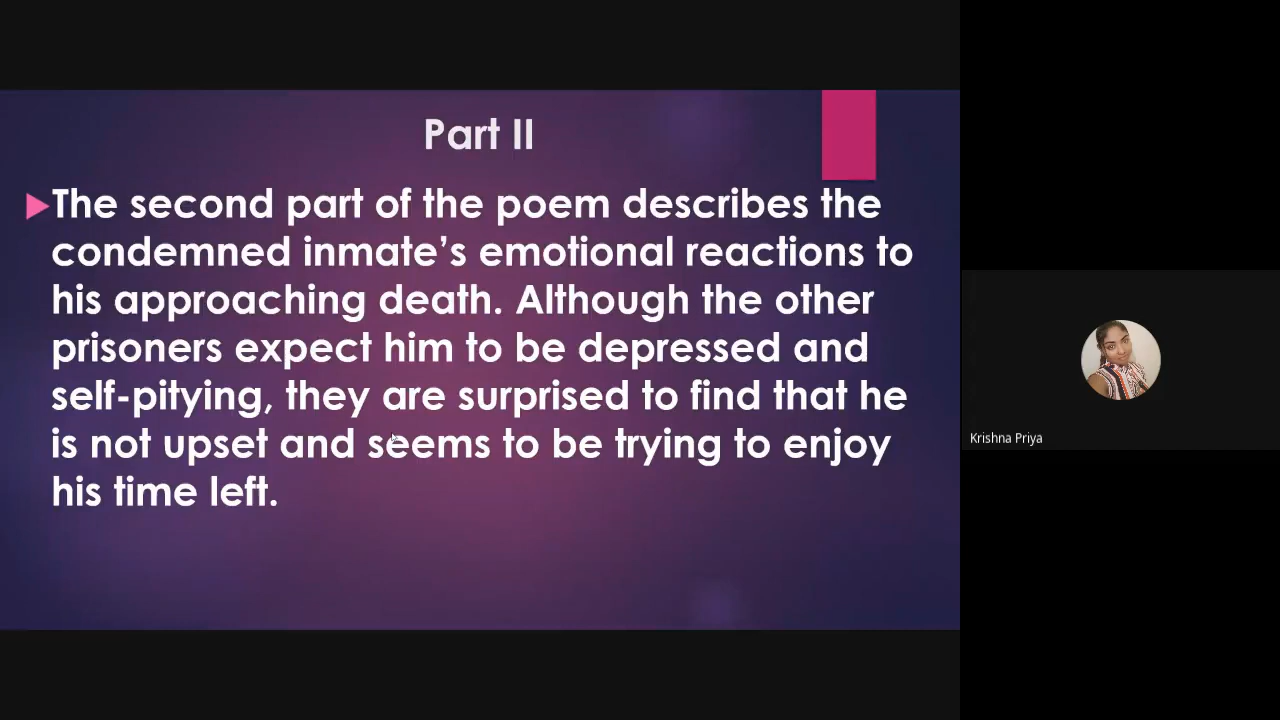 Part II
The second part of the poem describes the
condemned inmate’s emotional reactions to
his approaching death. Although the other
prisoners expect him to be depressed and
self-pitying, they are surprised to find that he
is not upset and seems to be trying to enjoy
his time left.
Krishna Priya